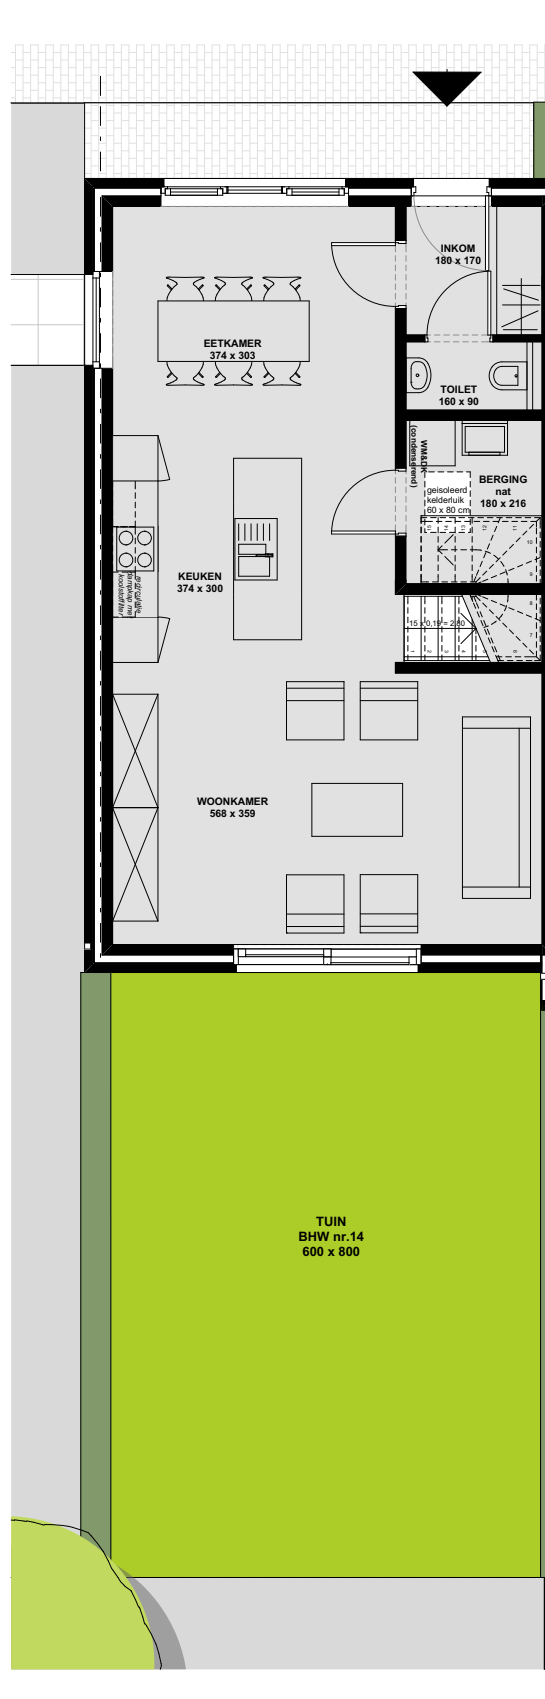 INKOM
180 x 170
EETKAMER
374 x 303
TOILET
160 x 90
WM&DK
(condenserend)
BERGING
nat
180 x 216
geisoleerd
kelderluik
60 x 80 cm
KEUKEN
374 x 300
15 x 0,19 = 2,80
WOONKAMER
568 x 359
TUIN
BHW nr.14
600 x 800